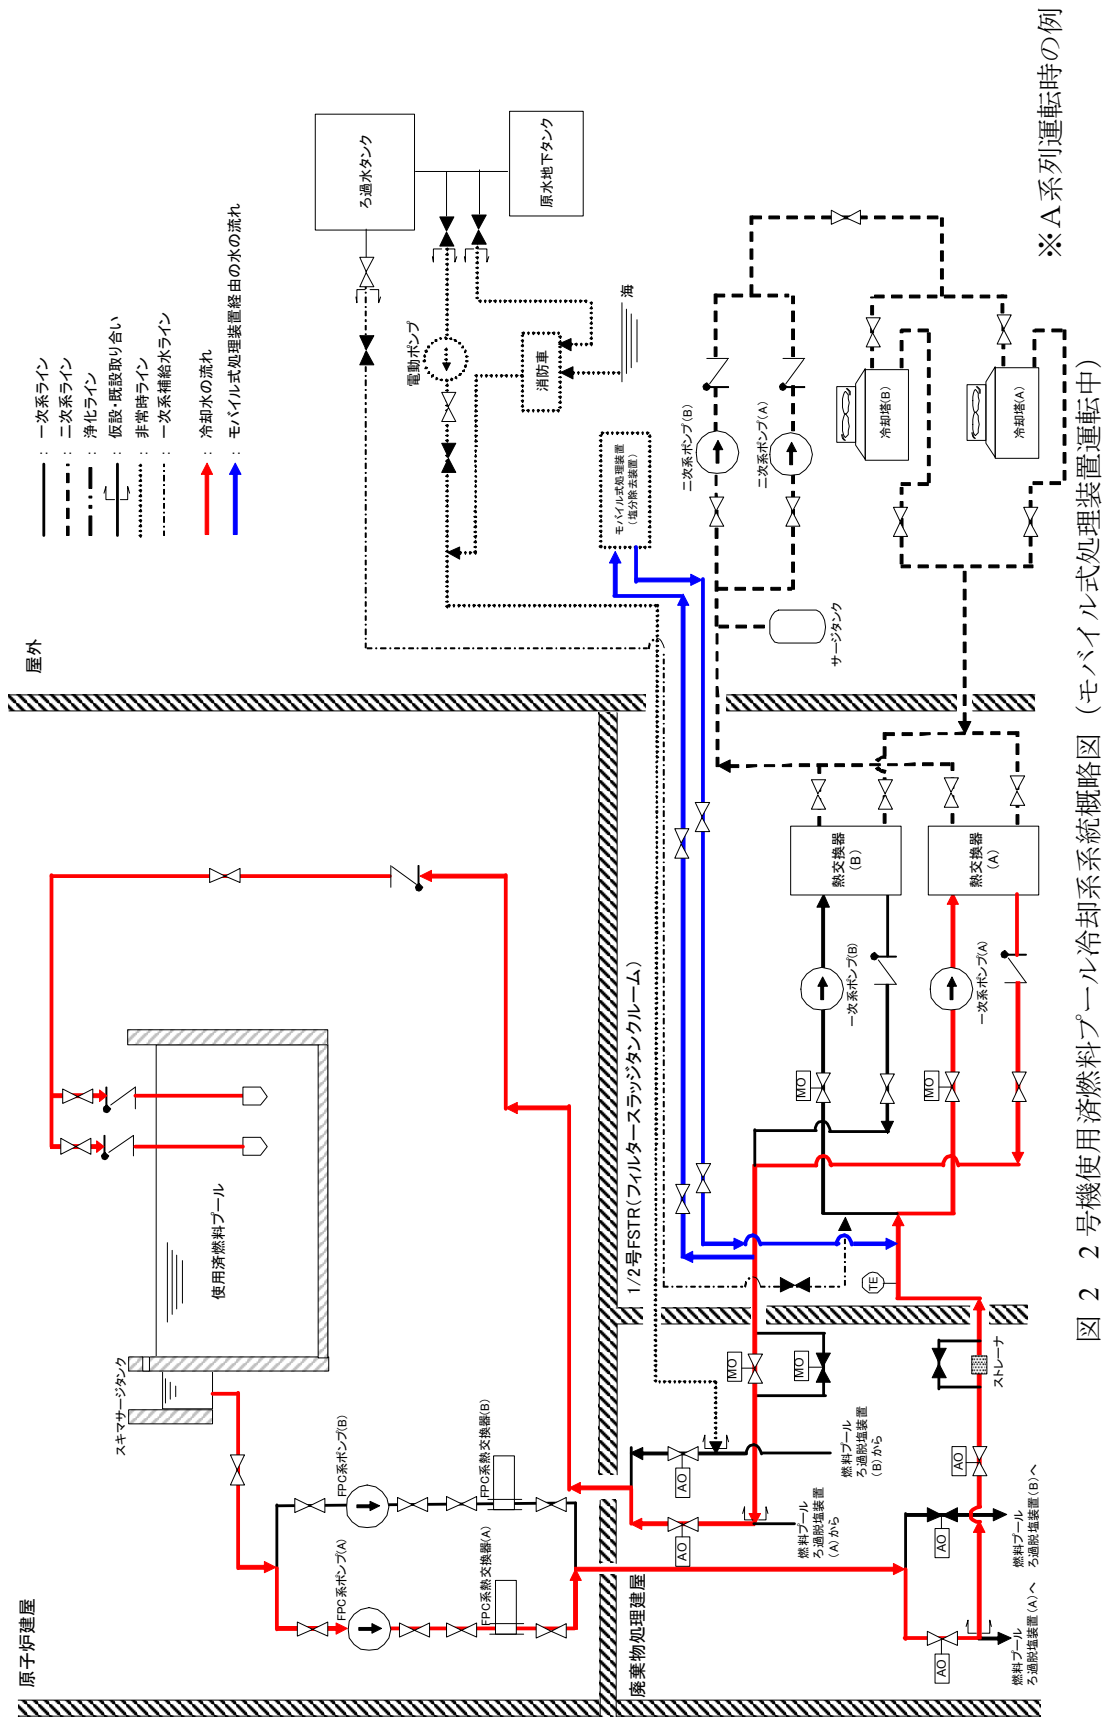 原子炉建屋
スキマサージタンク
使用済燃料プール
FPC系ポンプ(B)
FPC系熱交換器(B)
FPC系ポンプ(A)
FPC系熱交換器(A)
屋外
: 一次系ライン
: 二次系ライン
: 浄化ライン
: 仮設・既設取り合い
: 非常時ライン
: 一次系補給水ライン
: 冷却水の流れ
: モバイル式処理装置経由の水の流れ
ろ過水タンク
原水地下タンク
電動ポンプ
消防車
海
モバイル式処理装置
(塩分除去装置)
二次系ポンプ(B)
二次系ポンプ(A)
サージタンク
冷却塔(B)
冷却塔(A)
1/2号FSTR(フィルタースラッジタンクルーム)
熱交換器
(B)
熱交換器
(A)
一次系ポンプ(B)
一次系ポンプ(A)
MO
MO
TE
廃棄物処理建屋
MO
MO
AO
AO
燃料プール
ろ過脱塩装置
(B)から
燃料プール
ろ過脱塩装置
(A)から
ストレーナ
AO
AO
AO
燃料プール
ろ過脱塩装置(B)へ
燃料プール
ろ過脱塩装置(A)へ
※A系列運転時の例
図 2 2号機使用済燃料プール冷却系系統概略図 (モバイル式処理装置運転中)